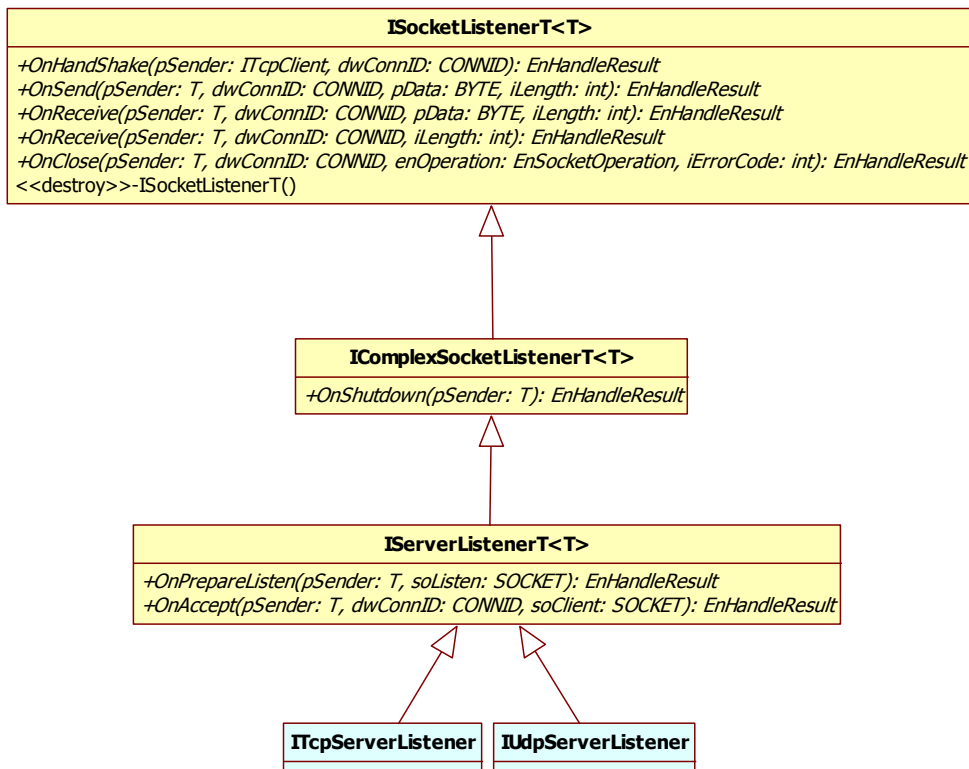 ISocketListenerT<T>
+OnHandShake(pSender: ITcpClient, dwConnID: CONNID): EnHandleResult
+OnSend(pSender: T, dwConnID: CONNID, pData: BYTE, iLength: int): EnHandleResult
+OnReceive(pSender: T, dwConnID: CONNID, pData: BYTE, iLength: int): EnHandleResult
+OnReceive(pSender: T, dwConnID: CONNID, iLength: int): EnHandleResult
+OnClose(pSender: T, dwConnID: CONNID, enOperation: EnSocketOperation, iErrorCode: int): EnHandleResult
<<destroy>>-ISocketListenerT()
IComplexSocketListenerT<T>
+OnShutdown(pSender: T): EnHandleResult
IServerListenerT<T>
+OnPrepareListen(pSender: T, soListen: SOCKET): EnHandleResult
+OnAccept(pSender: T, dwConnID: CONNID, soClient: SOCKET): EnHandleResult
ITcpServerListener IUdpServerListener